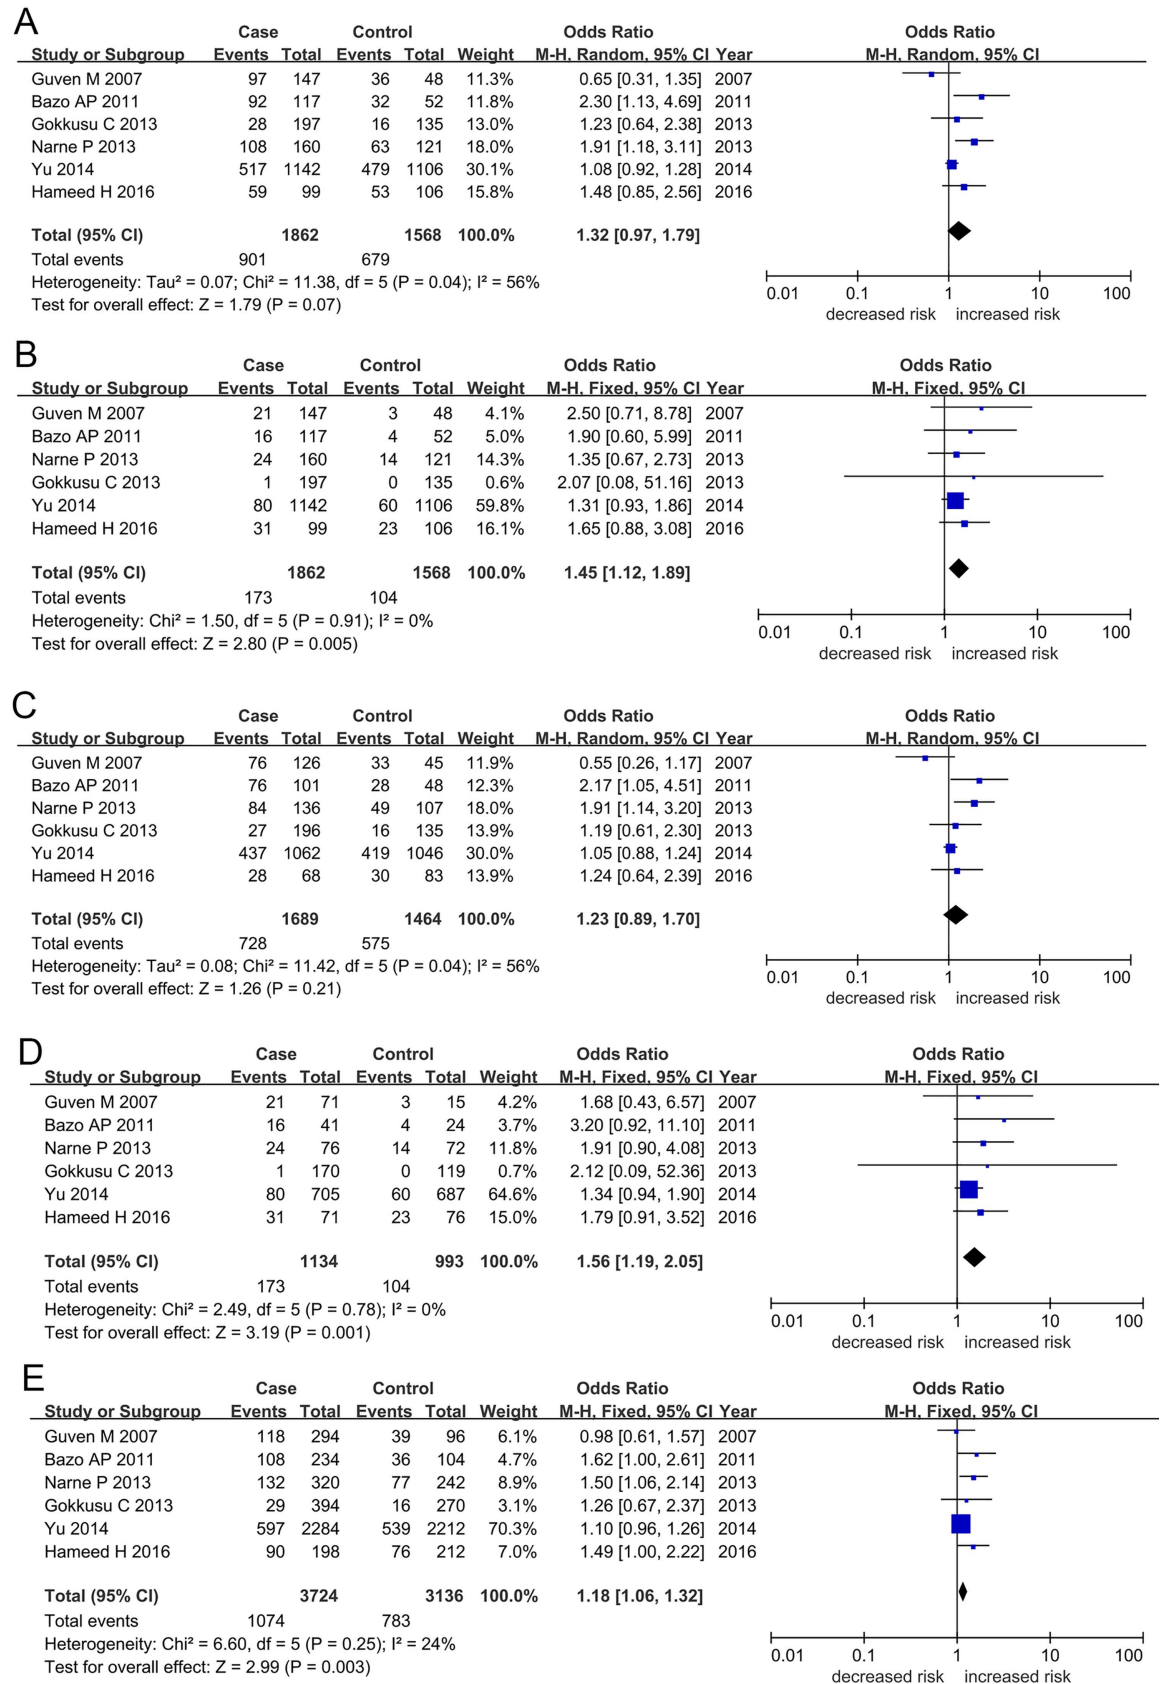 A
Case Control Odds Ratio Odds Ratio
Study or Subgroup Events Total Events Total Weight M-H, Random, 95% CI Year M-H, Random, 95% CI
Guven M 2007 97 147 36 48 11.3% 0.65 [0.31, 1.35] 2007
Bazo AP 2011 92 117 32 52 11.8% 2.30 [1.13, 4.69] 2011
Gokkusu C 2013 28 197 16 135 13.0% 1.23 [0.64, 2.38] 2013
Narne P 2013 108 160 63 121 18.0% 1.91 [1.18, 3.11] 2013
Yu 2014 517 1142 479 1106 30.1% 1.08 [0.92, 1.28] 2014
Hameed H 2016 59 99 53 106 15.8% 1.48 [0.85, 2.56] 2016
Total (95% CI) 1862 1568 100.0% 1.32 [0.97, 1.79]
Total events 901 679
Heterogeneity: Tau² = 0.07; Chi² = 11.38, df = 5 (P = 0.04); I² = 56%
Test for overall effect: Z = 1.79 (P = 0.07)
0.01 0.1 1 10 100
decreased risk increased risk
B
Case Control Odds Ratio Odds Ratio
Study or Subgroup Events Total Events Total Weight M-H, Fixed, 95% CI Year M-H, Fixed, 95% CI
Guven M 2007 21 147 3 48 4.1% 2.50 [0.71, 8.78] 2007
Bazo AP 2011 16 117 4 52 5.0% 1.90 [0.60, 5.99] 2011
Narne P 2013 24 160 14 121 14.3% 1.35 [0.67, 2.73] 2013
Gokkusu C 2013 1 197 0 135 0.6% 2.07 [0.08, 51.16] 2013
Yu 2014 80 1142 60 1106 59.8% 1.31 [0.93, 1.86] 2014
Hameed H 2016 31 99 23 106 16.1% 1.65 [0.88, 3.08] 2016
Total (95% CI) 1862 1568 100.0% 1.45 [1.12, 1.89]
Total events 173 104
Heterogeneity: Chi² = 1.50, df = 5 (P = 0.91); I² = 0%
Test for overall effect: Z = 2.80 (P = 0.005)
0.01 0.1 1 10 100
decreased risk increased risk
C
Case Control Odds Ratio Odds Ratio
Study or Subgroup Events Total Events Total Weight M-H, Random, 95% CI Year M-H, Random, 95% CI
Guven M 2007 76 126 33 45 11.9% 0.55 [0.26, 1.17] 2007
Bazo AP 2011 76 101 28 48 12.3% 2.17 [1.05, 4.51] 2011
Narne P 2013 84 136 49 107 18.0% 1.91 [1.14, 3.20] 2013
Gokkusu C 2013 27 196 16 135 13.9% 1.19 [0.61, 2.30] 2013
Yu 2014 437 1062 419 1046 30.0% 1.05 [0.88, 1.24] 2014
Hameed H 2016 28 68 30 83 13.9% 1.24 [0.64, 2.39] 2016
Total (95% CI) 1689 1464 100.0% 1.23 [0.89, 1.70]
Total events 728 575
Heterogeneity: Tau² = 0.08; Chi² = 11.42, df = 5 (P = 0.04); I² = 56%
Test for overall effect: Z = 1.26 (P = 0.21)
0.01 0.1 1 10 100
decreased risk increased risk
D
Case Control Odds Ratio Odds Ratio
Study or Subgroup Events Total Events Total Weight M-H, Fixed, 95% CI Year M-H, Fixed, 95% CI
Guven M 2007 21 71 3 15 4.2% 1.68 [0.43, 6.57] 2007
Bazo AP 2011 16 41 4 24 3.7% 3.20 [0.92, 11.10] 2011
Narne P 2013 24 76 14 72 11.8% 1.91 [0.90, 4.08] 2013
Gokkusu C 2013 1 170 0 119 0.7% 2.12 [0.09, 52.36] 2013
Yu 2014 80 705 60 687 64.6% 1.34 [0.94, 1.90] 2014
Hameed H 2016 31 71 23 76 15.0% 1.79 [0.91, 3.52] 2016
Total (95% CI) 1134 993 100.0% 1.56 [1.19, 2.05]
Total events 173 104
Heterogeneity: Chi² = 2.49, df = 5 (P = 0.78); I² = 0%
Test for overall effect: Z = 3.19 (P = 0.001)
0.01 0.1 1 10 100
decreased risk increased risk
E
Case Control Odds Ratio Odds Ratio
Study or Subgroup Events Total Events Total Weight M-H, Fixed, 95% CI Year M-H, Fixed, 95% CI
Guven M 2007 118 294 39 96 6.1% 0.98 [0.61, 1.57] 2007
Bazo AP 2011 108 234 36 104 4.7% 1.62 [1.00, 2.61] 2011
Narne P 2013 132 320 77 242 8.9% 1.50 [1.06, 2.14] 2013
Gokkusu C 2013 29 394 16 270 3.1% 1.26 [0.67, 2.37] 2013
Yu 2014 597 2284 539 2212 70.3% 1.10 [0.96, 1.26] 2014
Hameed H 2016 90 198 76 212 7.0% 1.49 [1.00, 2.22] 2016
Total (95% CI) 3724 3136 100.0% 1.18 [1.06, 1.32]
Total events 1074 783
Heterogeneity: Chi² = 6.60, df = 5 (P = 0.25); I² = 24%
Test for overall effect: Z = 2.99 (P = 0.003)
0.01 0.1 1 10 100
decreased risk increased risk